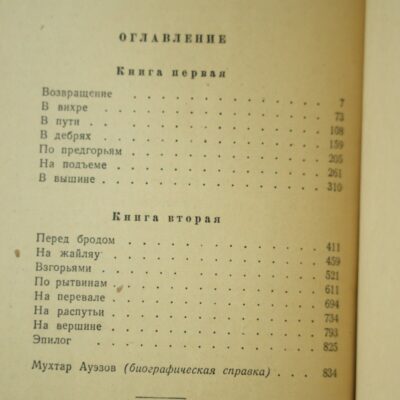 ОГЛАВЛЕНИЕ
Книга первая
Возвращение . . . . . . . . . . . 7
В вихре . . . . . . . . . . . . 73
В пути . . . . . . . . . . . . 108
В дебрях . . . . . . . . . . . 159
По предгорьям . . . . . . . . . . 205
На подъеме . . . . . . . . . . . 261
В вышине . . . . . . . . . . . 310
Книга вторая
Перед бродом . . . . . . . . . . 411
На жайляу . . . . . . . . . . . 459
Взгорьями . . . . . . . . . . . 521
По рытвинам . . . . . . . . . . 611
На перевале . . . . . . . . . . 694
На распутьи . . . . . . . . . . 734
На вершине . . . . . . . . . . 793
Эпилог . . . . . . . . . . . . 825
Мухтар Ауэзов (биографическая справка) . . . 834